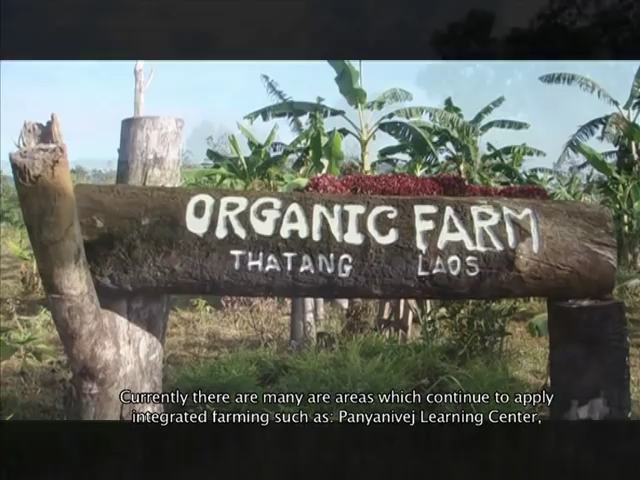 ORGANIC FARM
THATANG LAOS
Currently there are many are areas which continue to apply
integrated farming such as: Panyanivej Learning Center,